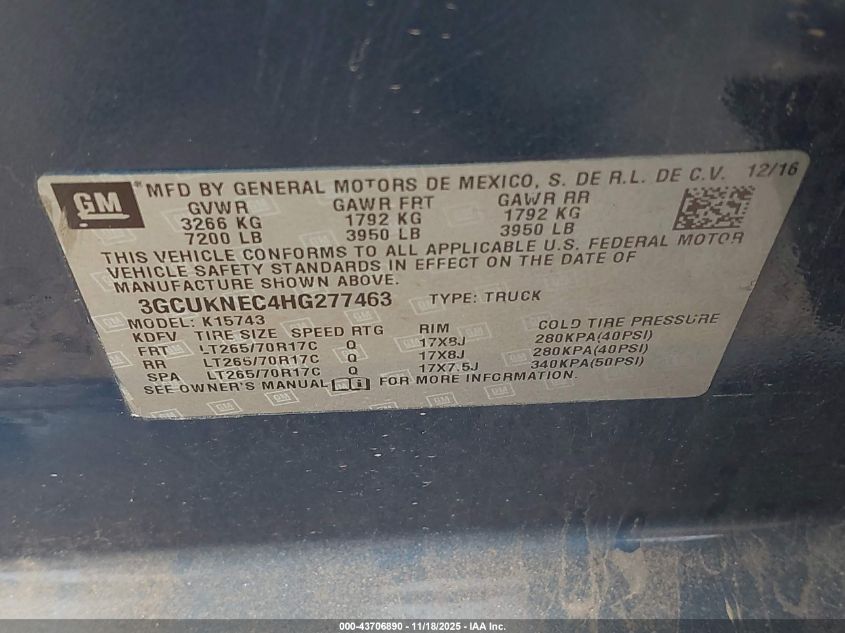 GM ® MFD BY GENERAL MOTORS DE MEXICO, S. DE R.L. DE C.V. 12/16
GVWR GAWR FRT GAWR RR
3266 KG 1792 KG 1792 KG
7200 LB 3950 LB 3950 LB
THIS VEHICLE CONFORMS TO ALL APPLICABLE U.S. FEDERAL MOTOR
VEHICLE SAFETY STANDARDS IN EFFECT ON THE DATE OF
MANUFACTURE SHOWN ABOVE.
3GCUKNEC4HG277463 TYPE: TRUCK
MODEL: K15743
KDFV TIRE SIZE SPEED RTG RIM COLD TIRE PRESSURE
FRT LT265/70R17C Q 17X8J 280KPA(40PSI)
RR LT265/70R17C Q 17X8J 280KPA(40PSI)
SPA LT265/70R17C Q 17X7.5J 340KPA(50PSI)
SEE OWNER'S MANUAL FOR MORE INFORMATION.
000-43706890 - 11/18/2025 - IAA Inc.